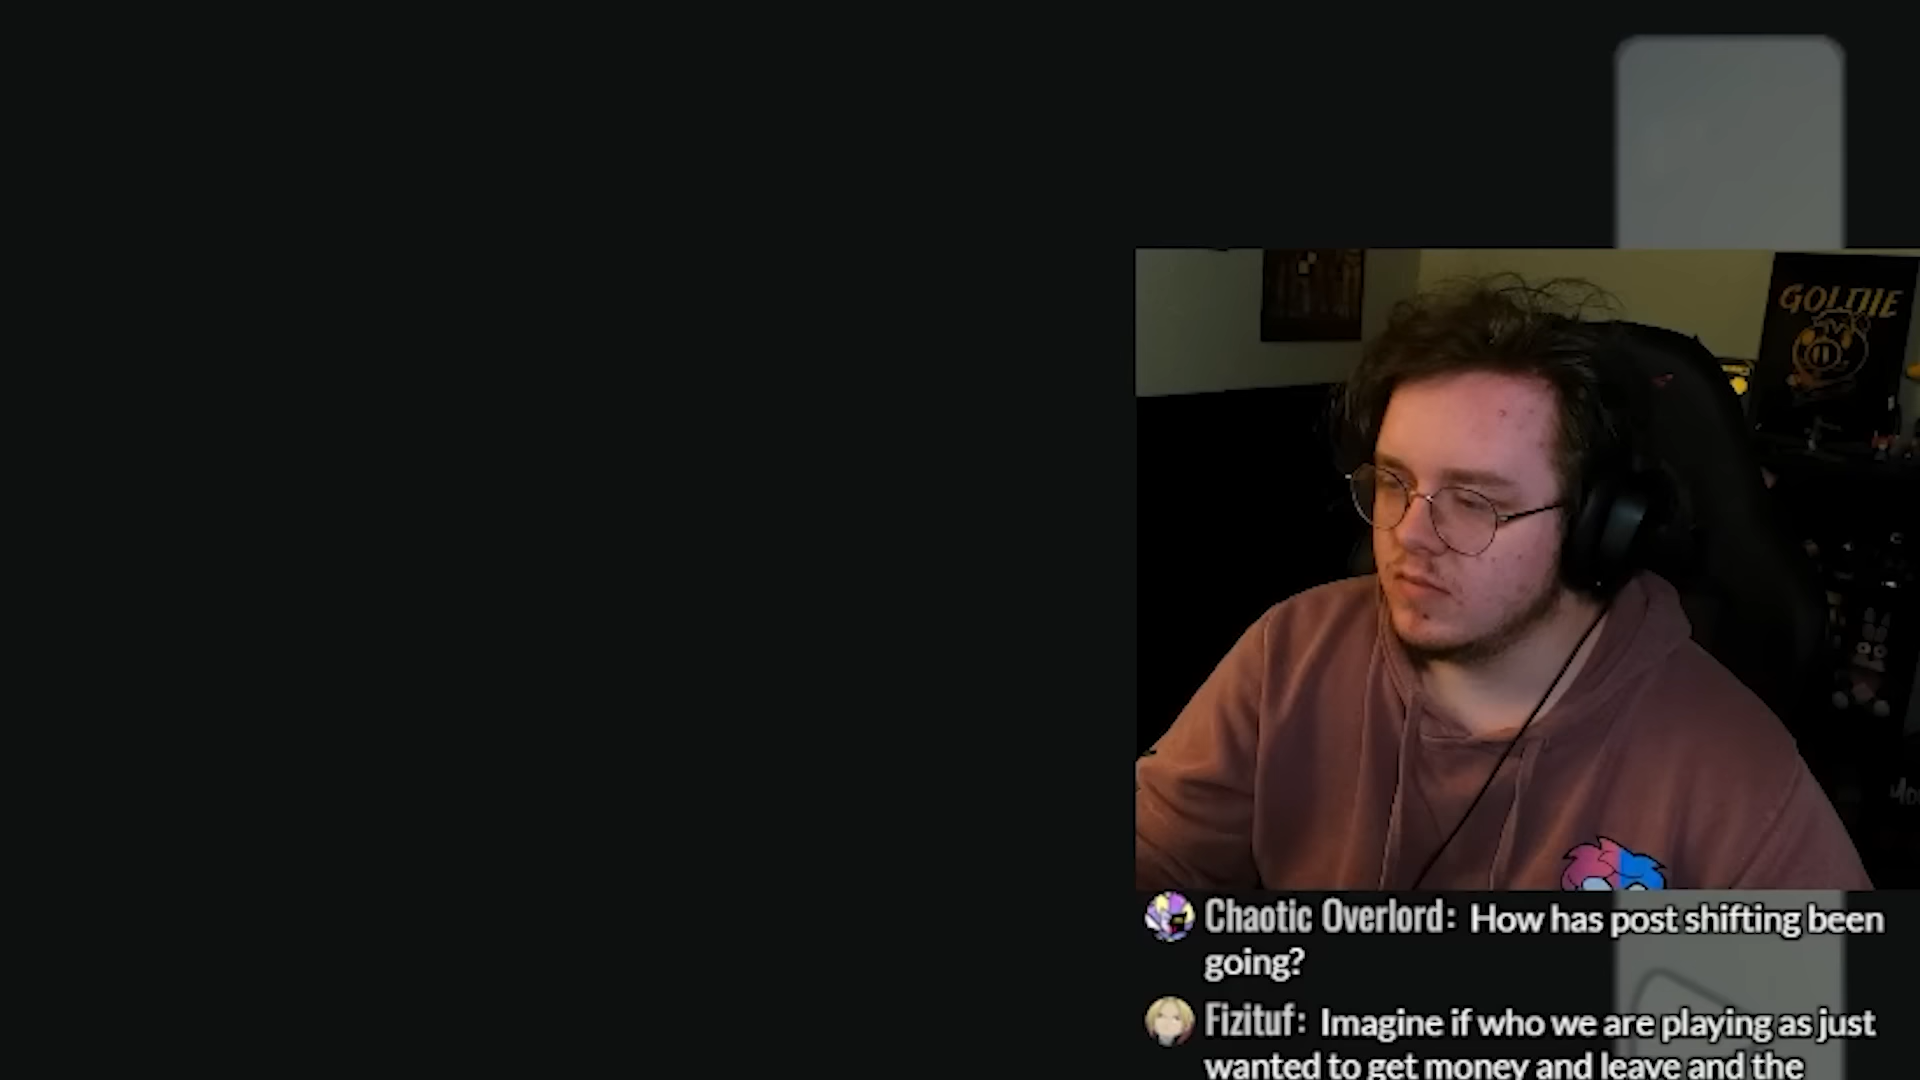 GOLDIE
Chaotic Overlord: How has post shifting been
going?
Fizituf: Imagine if who we are playing as just
wanted to get money and leave and the